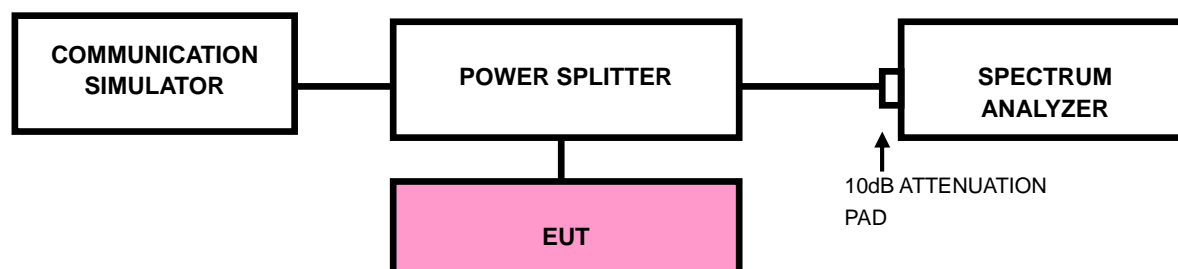 COMMUNICATION
SIMULATOR
POWER SPLITTER
SPECTRUM
ANALYZER
10dB ATTENUATION
PAD
EUT